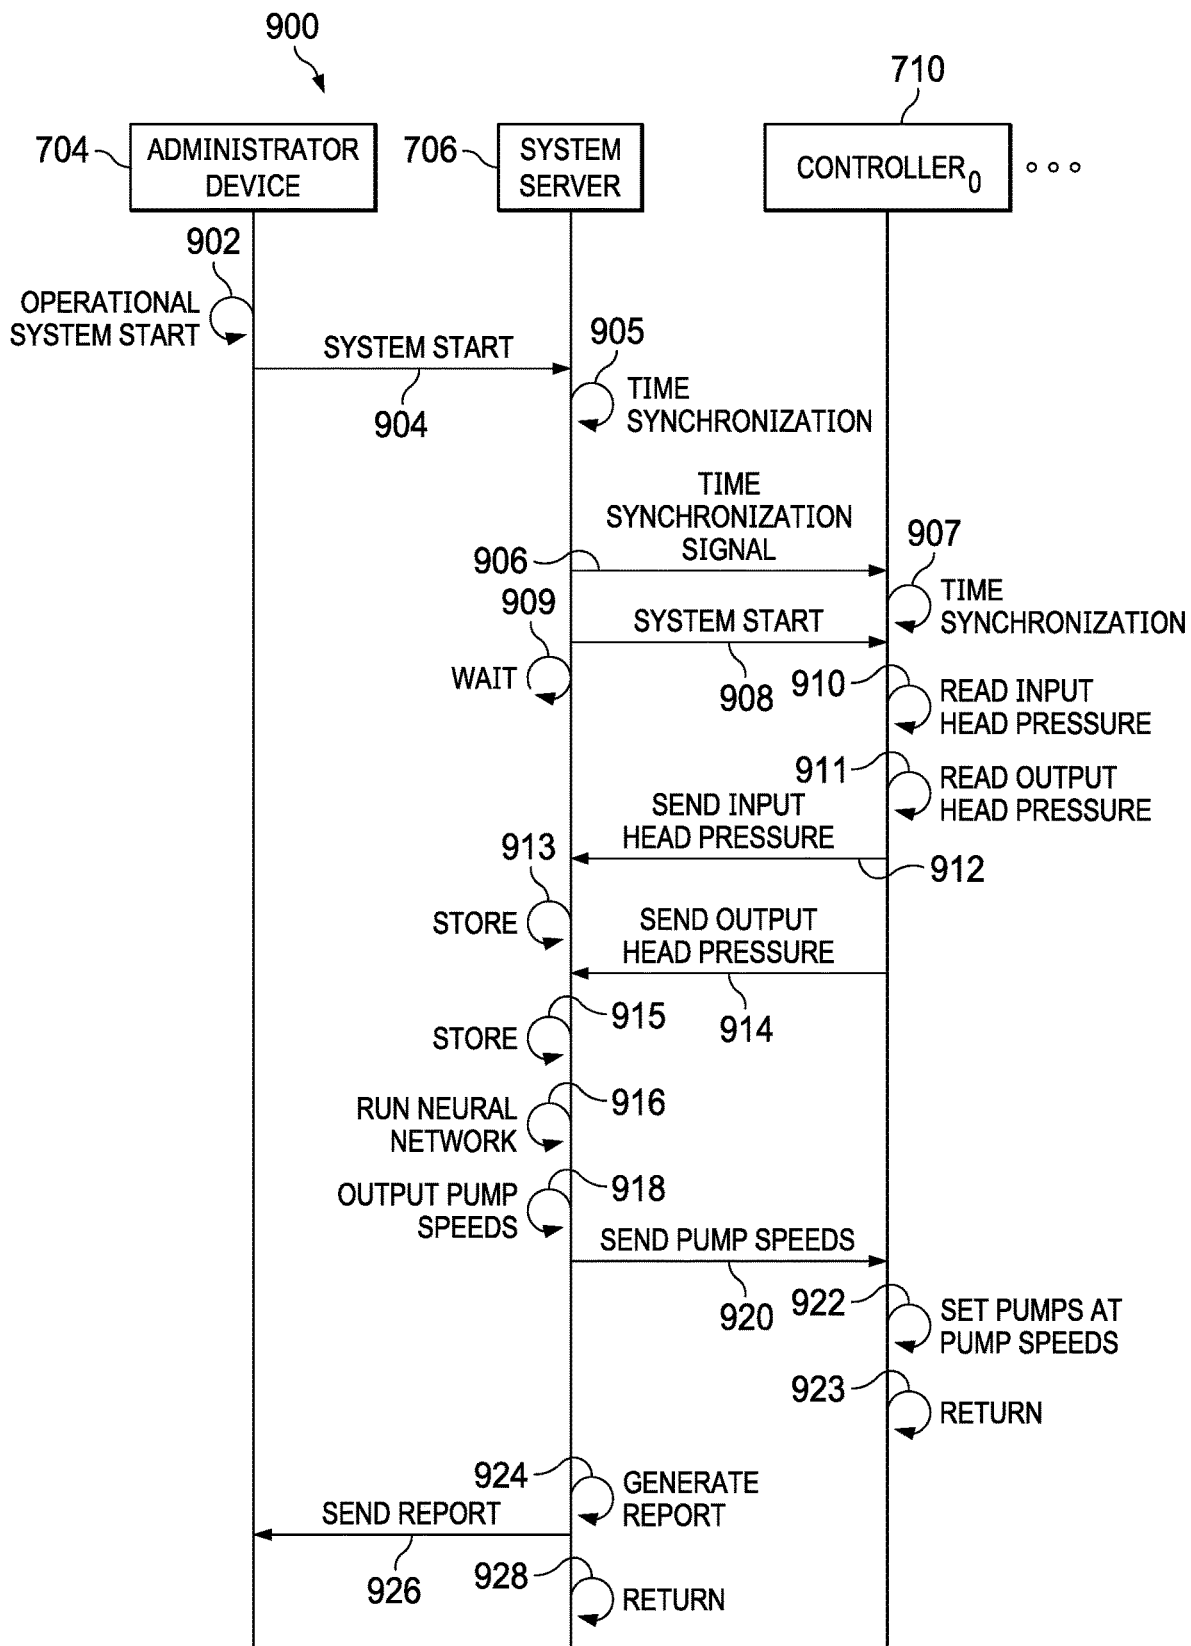 900
710
704
ADMINISTRATOR
DEVICE
706
SYSTEM
SERVER
CONTROLLER0
902
OPERATIONAL
SYSTEM START
SYSTEM START
904
905
TIME
SYNCHRONIZATION
TIME
SYNCHRONIZATION
SIGNAL
906
907
TIME
SYNCHRONIZATION
909
WAIT
SYSTEM START
908
910
READ INPUT
HEAD PRESSURE
911
READ OUTPUT
HEAD PRESSURE
SEND INPUT
HEAD PRESSURE
912
913
STORE
SEND OUTPUT
HEAD PRESSURE
914
915
STORE
916
RUN NEURAL
NETWORK
918
OUTPUT PUMP
SPEEDS
SEND PUMP SPEEDS
920
922
SET PUMPS AT
PUMP SPEEDS
923
RETURN
924
GENERATE
REPORT
SEND REPORT
926
928
RETURN